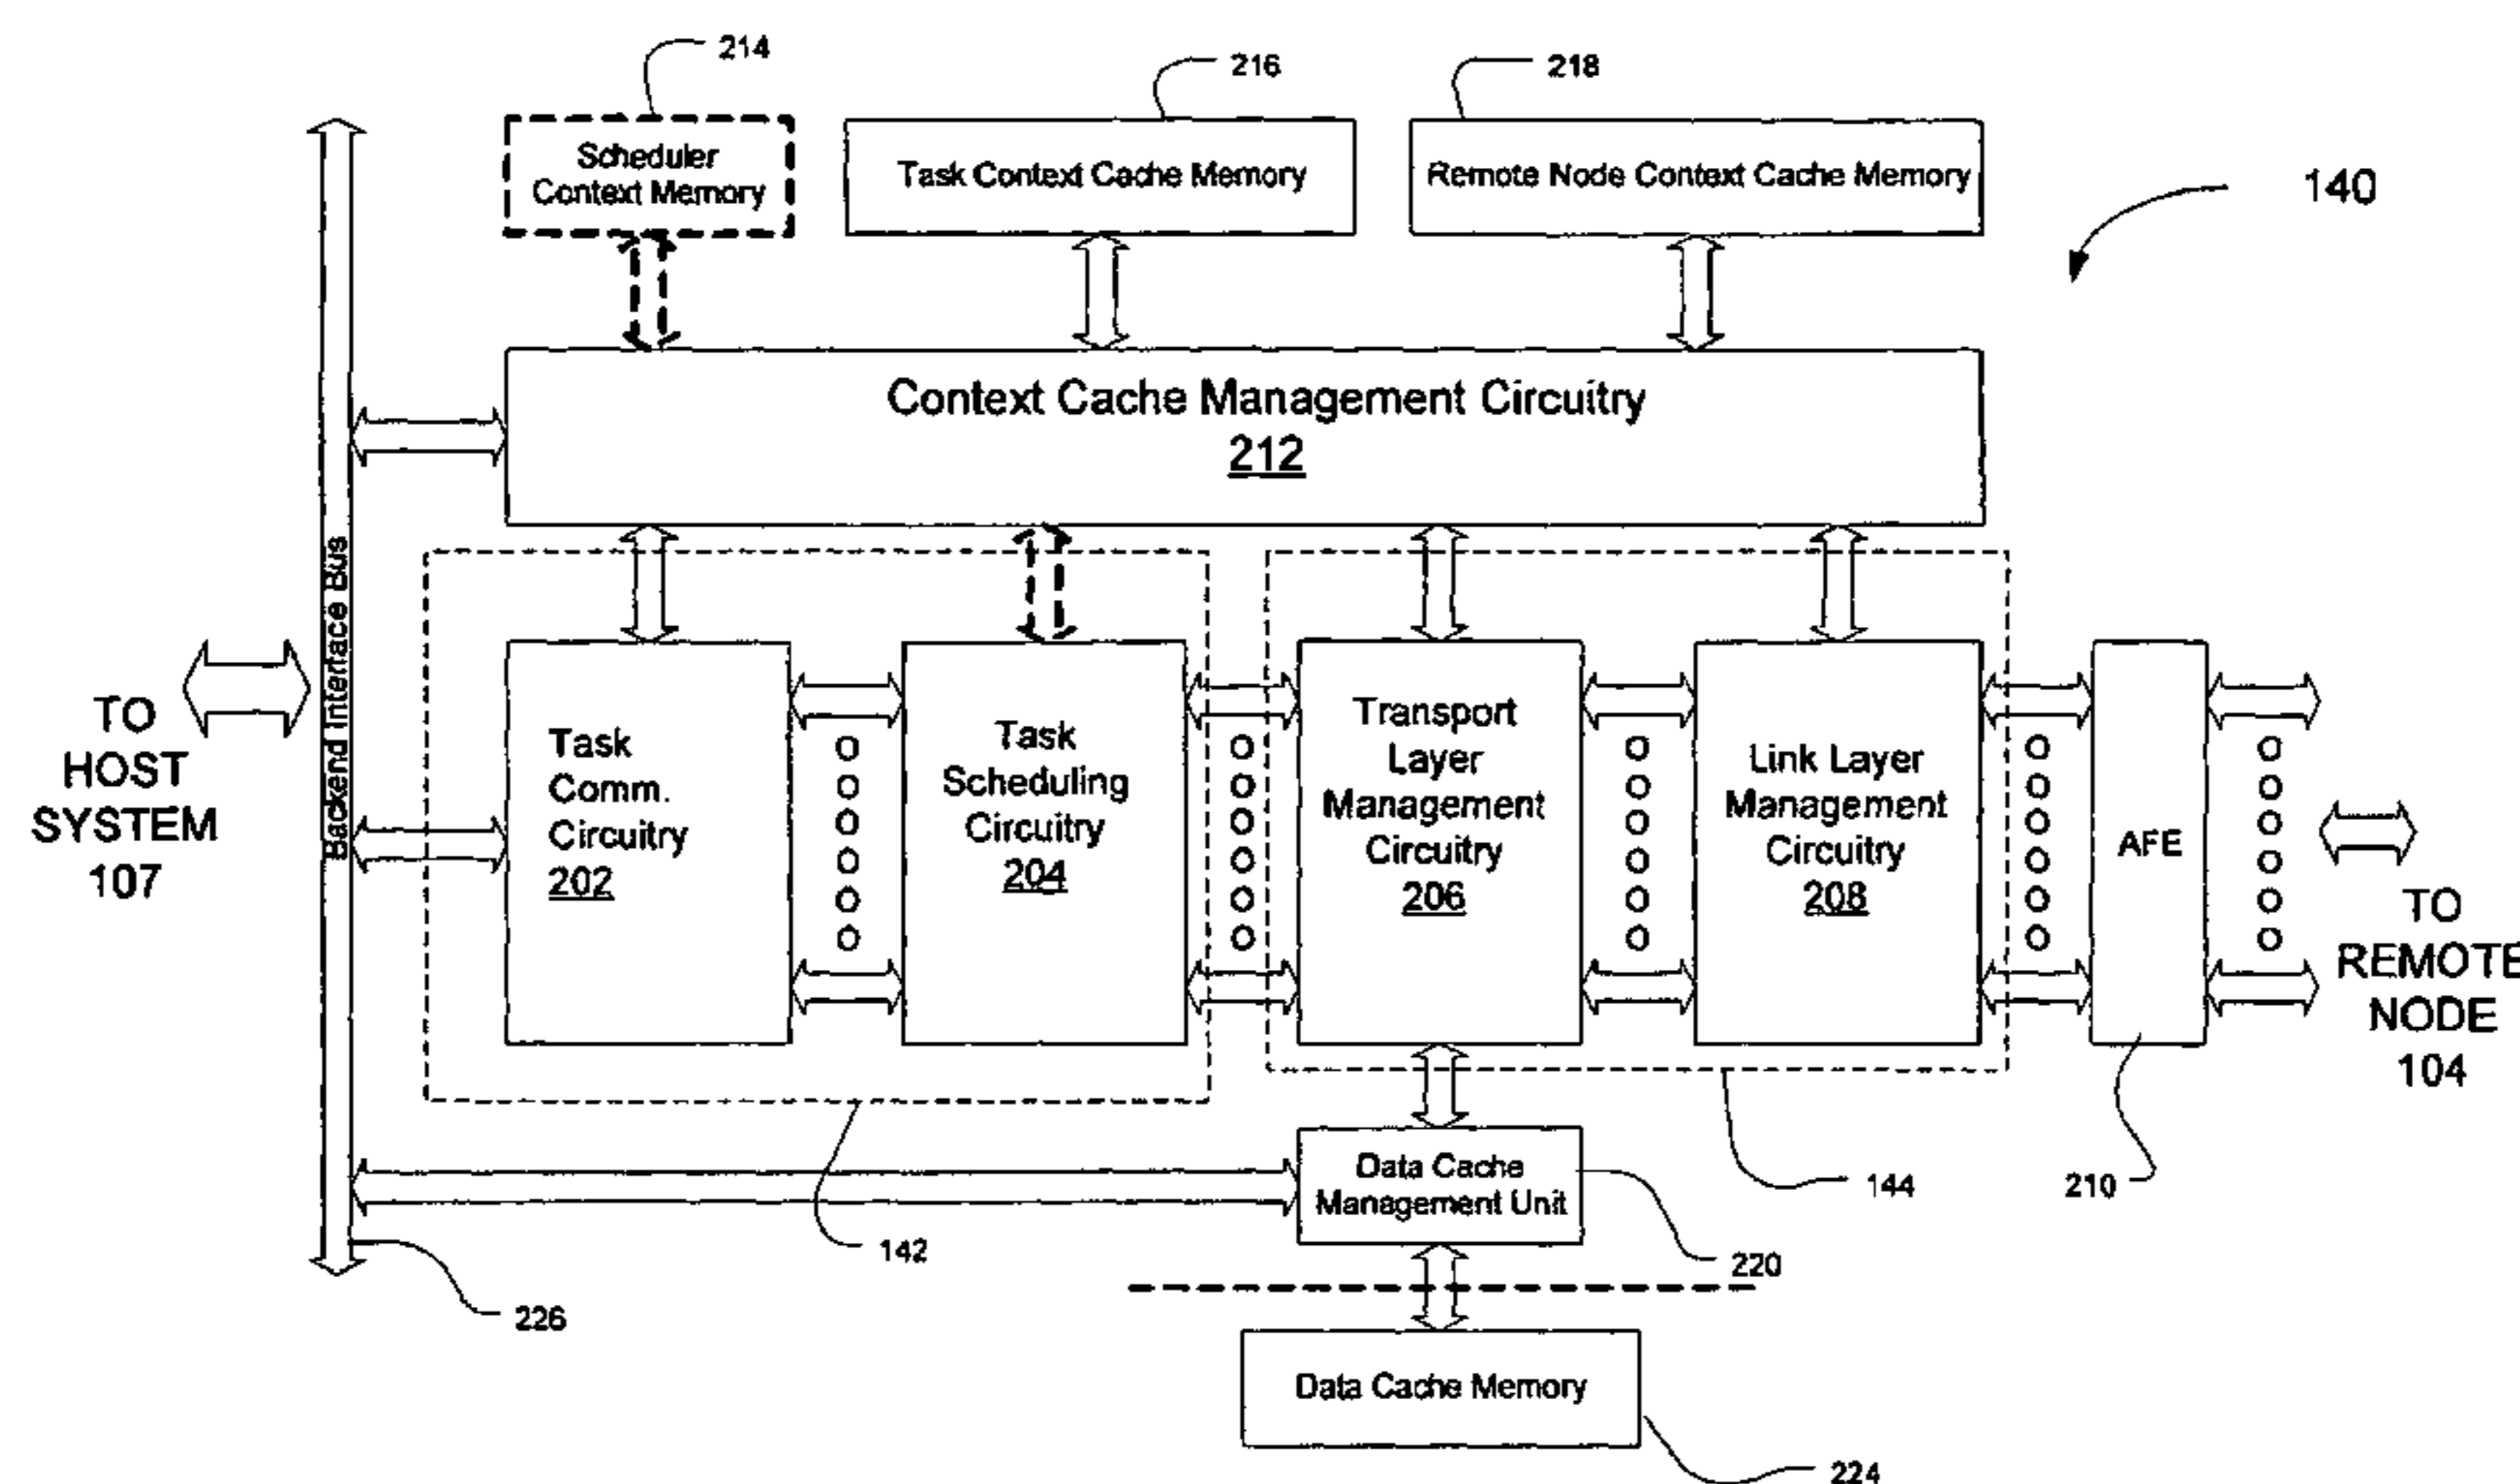 214
216
218
Scheduler
Context Memory
Task Context Cache Memory
Remote Node Context Cache Memory
140
Context Cache Management Circuitry
212
Backend Interface Bus
TO
HOST
SYSTEM
107
Task
Comm.
Circuitry
202
Task
Scheduling
Circuitry
204
Transport
Layer
Management
Circuitry
206
Link Layer
Management
Circuitry
208
AFE
TO
REMOTE
NODE
104
Data Cache
Management Unit
144
210
142
220
226
Data Cache Memory
224